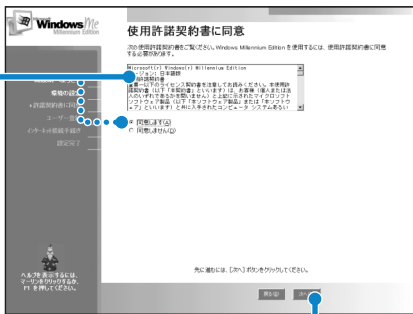 Microsoft
Windows Me
Millennium Edition
使用許諾契約書に同意
次の使用許諾契約書をご覧ください。Windows Millennium Edition を使用するには、使用許諾契約書に同意
する必要があります。
Microsoft(r) Windows(r) Millennium Edition
ージョン: 日本語版
用許諾契約書
書－以下のライセンス契約書を注意してお読みください。本使用許
諾契約書（以下「本契約書」といいます）は、お客様（個人または法
人のいずれであるかを問いません）と上記に示されたマイクロソフト
ソフトウェア製品（以下「本ソフトウェア製品」または「本ソフトウ
ェア」といいます）と共に入手されたコンピュータ システムあるい
環境の設
許諾契約書に同
ユーザー登
インターネット接続手続き
設定完了
同意します(A)
同意しません(D)
ヘルプを表示するには、
マーリンをクリックするか、
F1 を押してください。
先に進むには、[次へ] ボタンをクリックしてください。
戻る(B)
次へ